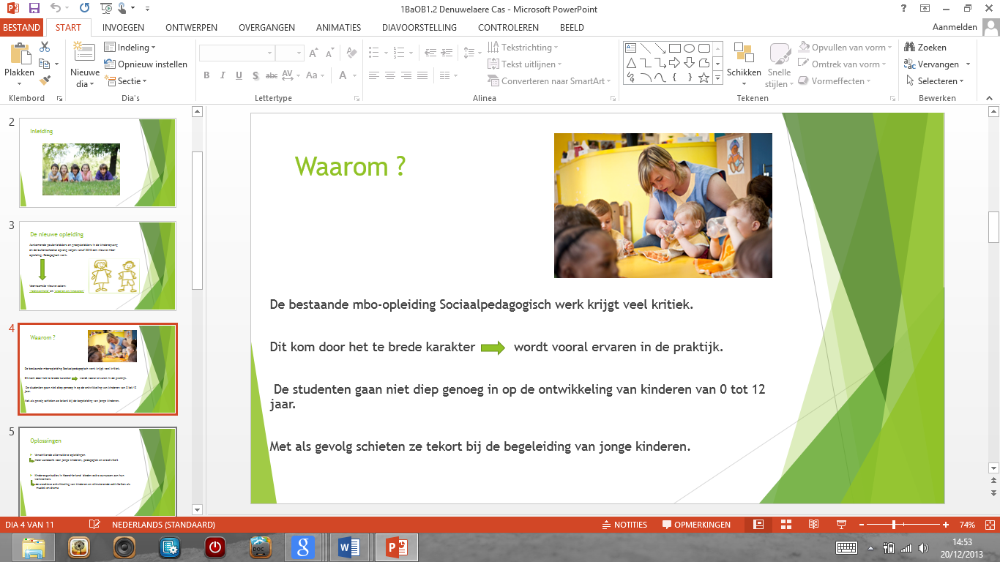 1BaOB1.2 Denuwelaere Cas - Microsoft PowerPoint
BESTAND START INVOEGEN ONTWERPEN OVERGANGEN ANIMATIES DIAVOORSTELLING CONTROLEREN BEELD Aanmelden
Plakken
Klembord
Nieuwe dia
Indeling
Opnieuw instellen
Sectie
Dia's
Lettertype
Tekstrichting
Tekst uitlijnen
Converteren naar SmartArt
Alinea
Schikken
Snelle stijlen
Opvullen van vorm
Omtrek van vorm
Vormeffecten
Tekenen
Zoeken
Vervangen
Selecteren
Bewerken
2
Inleiding
3
De nieuwe opleiding
4
Waarom ?
De bestaande mbo-opleiding Sociaalpedagogisch werk krijgt veel kritiek.
Dit kom door het te brede karakter wordt vooral ervaren in de praktijk.
De studenten gaan niet diep genoeg in op de ontwikkeling van kinderen van 0 tot 12
jaar.
Met als gevolg schieten ze tekort bij de begeleiding van jonge kinderen.
5
Oplossingen
Waarom ?
De bestaande mbo-opleiding Sociaalpedagogisch werk krijgt veel kritiek.
Dit kom door het te brede karakter wordt vooral ervaren in de praktijk.
De studenten gaan niet diep genoeg in op de ontwikkeling van kinderen van 0 tot 12
jaar.
Met als gevolg schieten ze tekort bij de begeleiding van jonge kinderen.
DIA 4 VAN 11 NEDERLANDS (STANDAARD) NOTITIES OPMERKINGEN 74%
14:53
20/12/2013